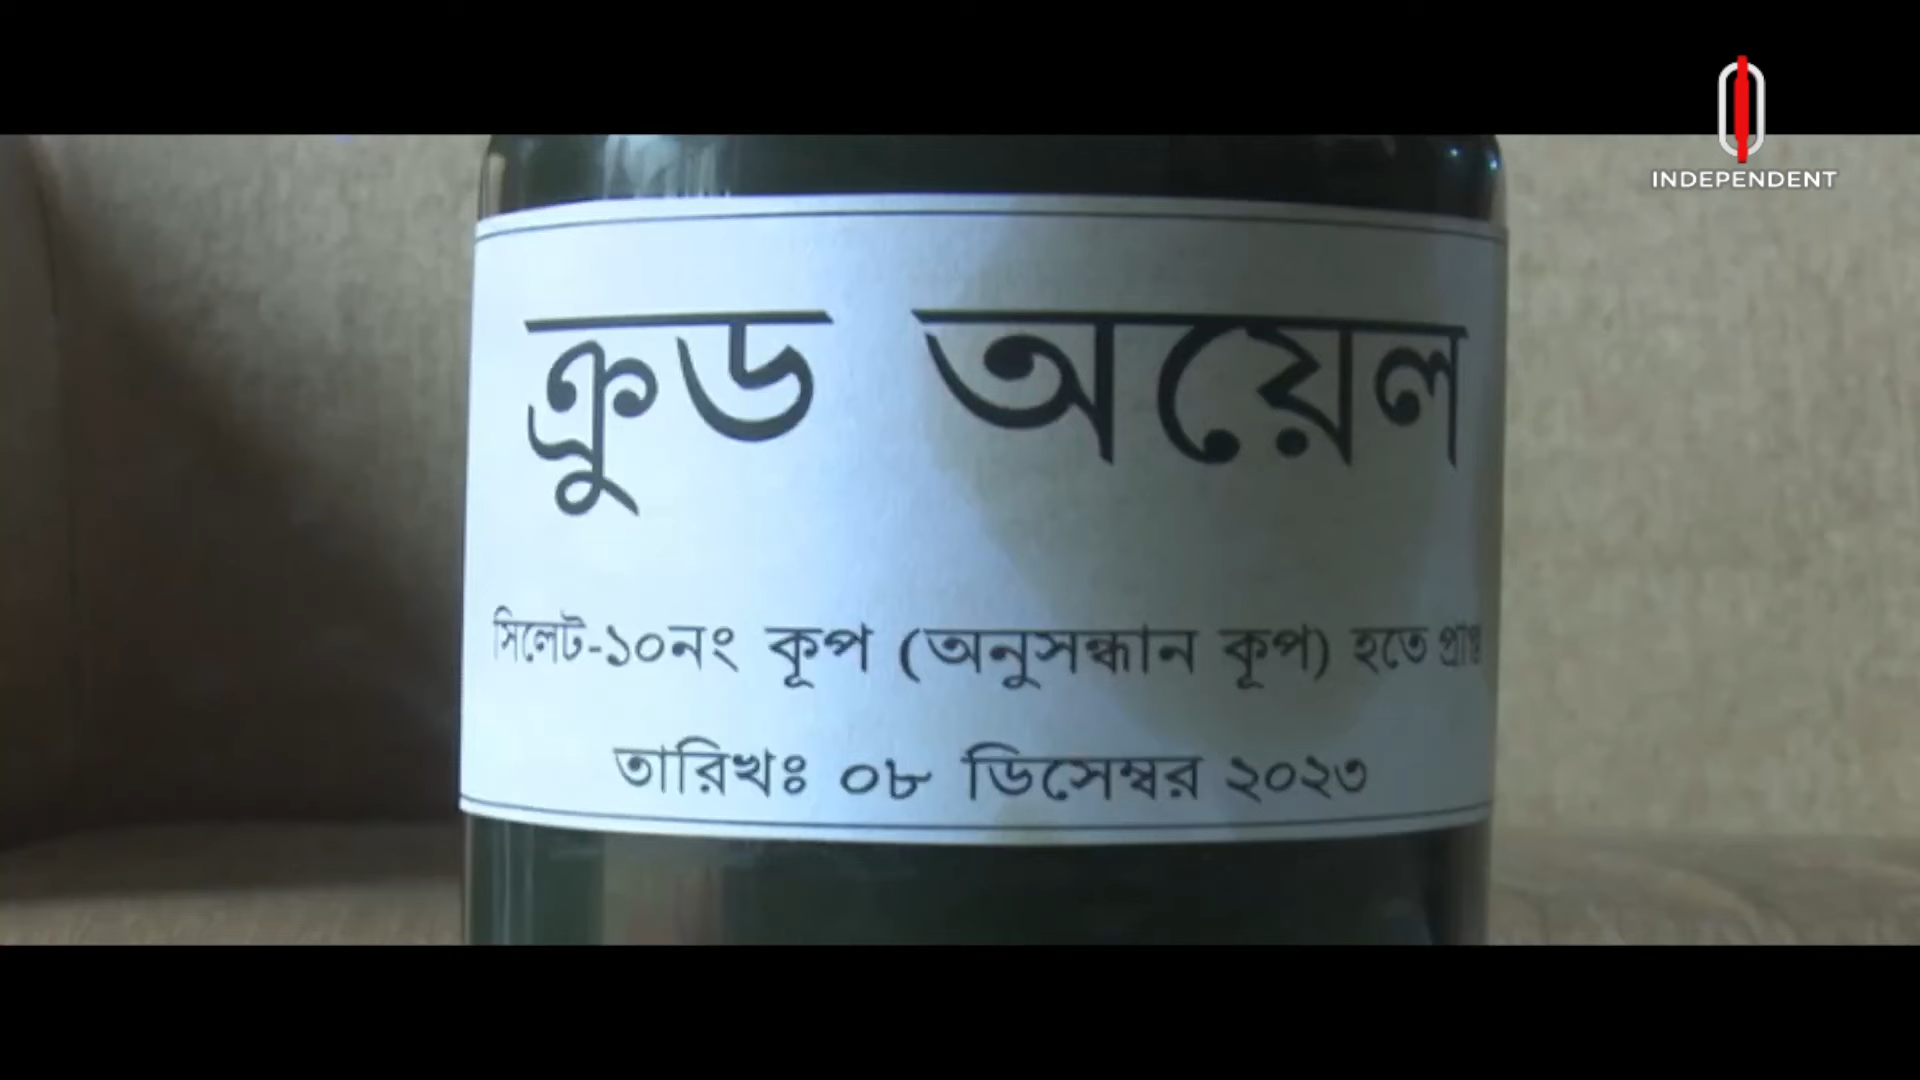 INDEPENDENT
ক্রুড অয়েল
সিলেট-১০নং কূপ (অনুসন্ধান কূপ) হতে প্রাপ্ত
তারিখঃ ০৮ ডিসেম্বর ২০২৩